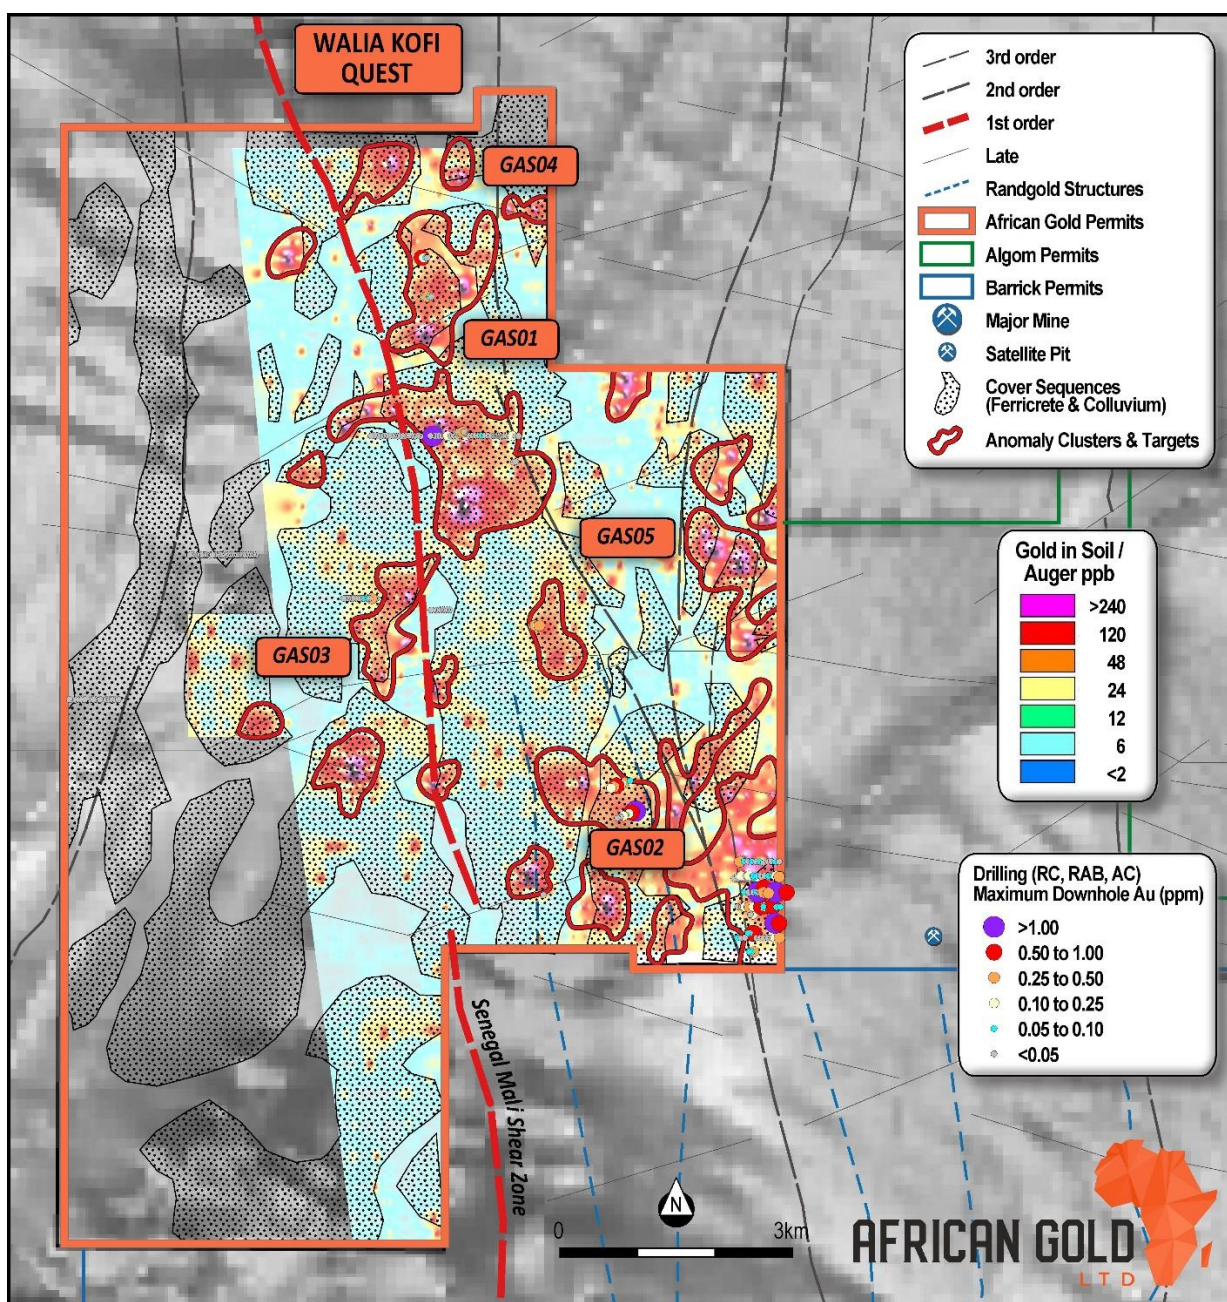 WALIA KOFI
QUEST
GAS04
GAS01
GAS05
GAS03
GAS02
Senegal Mali Shear Zone
3rd order
2nd order
1st order
Late
Randgold Structures
African Gold Permits
Algom Permits
Barrick Permits
Major Mine
Satellite Pit
Cover Sequences
(Ferricrete & Colluvium)
Anomaly Clusters & Targets
Gold in Soil /
Auger ppb
>240
120
48
24
12
6
<2
Drilling (RC, RAB, AC)
Maximum Downhole Au (ppm)
>1.00
0.50 to 1.00
0.25 to 0.50
0.10 to 0.25
0.05 to 0.10
<0.05
N
0 3km
AFRICAN GOLD
LTD